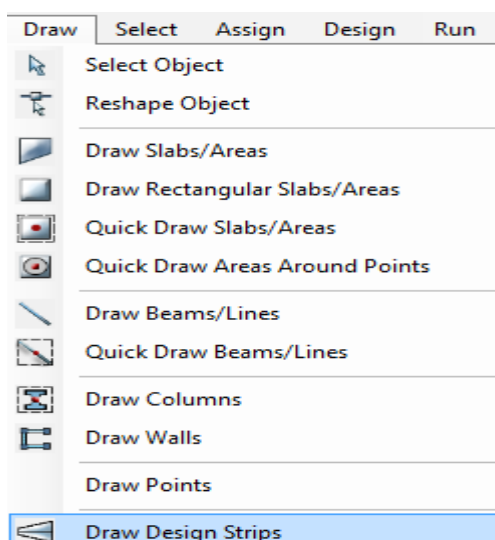 Draw Select Assign Design Run
Select Object
Reshape Object
Draw Slabs/Areas
Draw Rectangular Slabs/Areas
Quick Draw Slabs/Areas
Quick Draw Areas Around Points
Draw Beams/Lines
Quick Draw Beams/Lines
Draw Columns
Draw Walls
Draw Points
Draw Design Strips